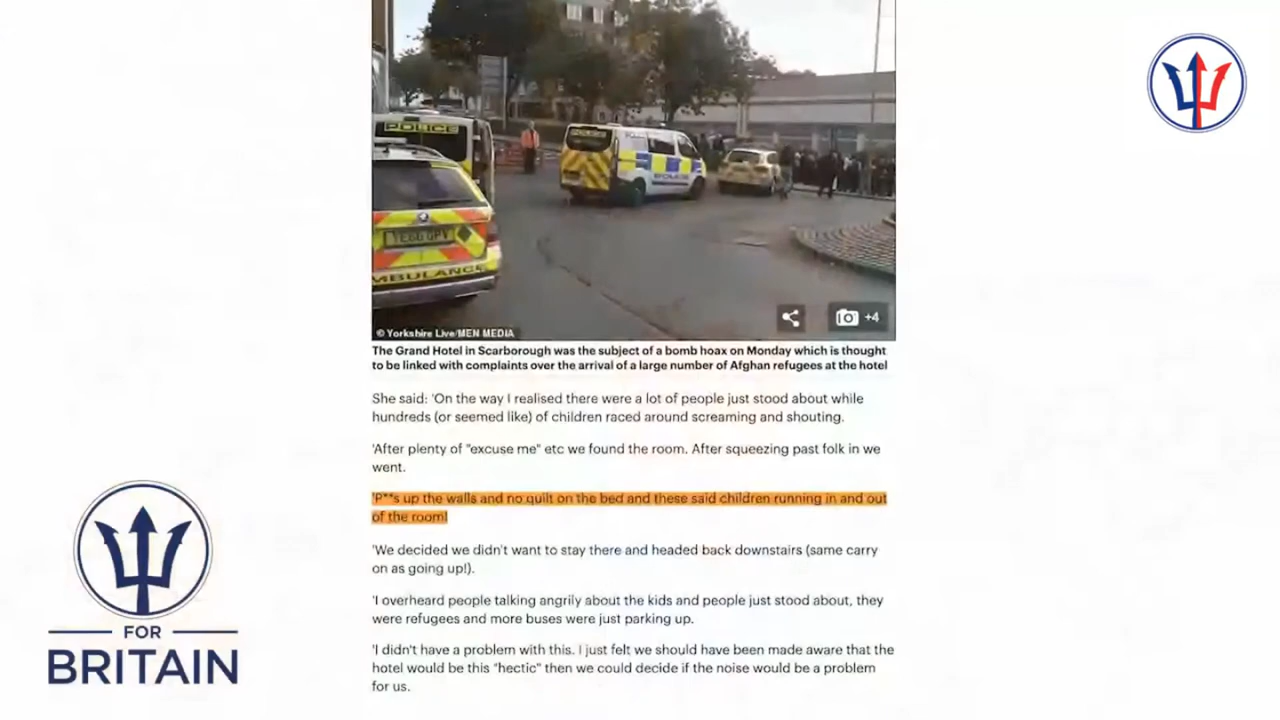 POLICE
POLICE
POLICE
YE66 GPV
AMBULANCE
+4
© Yorkshire Live/MEN MEDIA
The Grand Hotel in Scarborough was the subject of a bomb hoax on Monday which is thought
to be linked with complaints over the arrival of a large number of Afghan refugees at the hotel
She said: 'On the way I realised there were a lot of people just stood about while
hundreds (or seemed like) of children raced around screaming and shouting.
'After plenty of "excuse me" etc we found the room. After squeezing past folk in we
went.
'P**s up the walls and no quilt on the bed and these said children running in and out
of the room!
'We decided we didn't want to stay there and headed back downstairs (same carry
on as going up!).
'I overheard people talking angrily about the kids and people just stood about, they
were refugees and more buses were just parking up.
'I didn't have a problem with this. I just felt we should have been made aware that the
hotel would be this "hectic" then we could decide if the noise would be a problem
for us.
FOR
BRITAIN